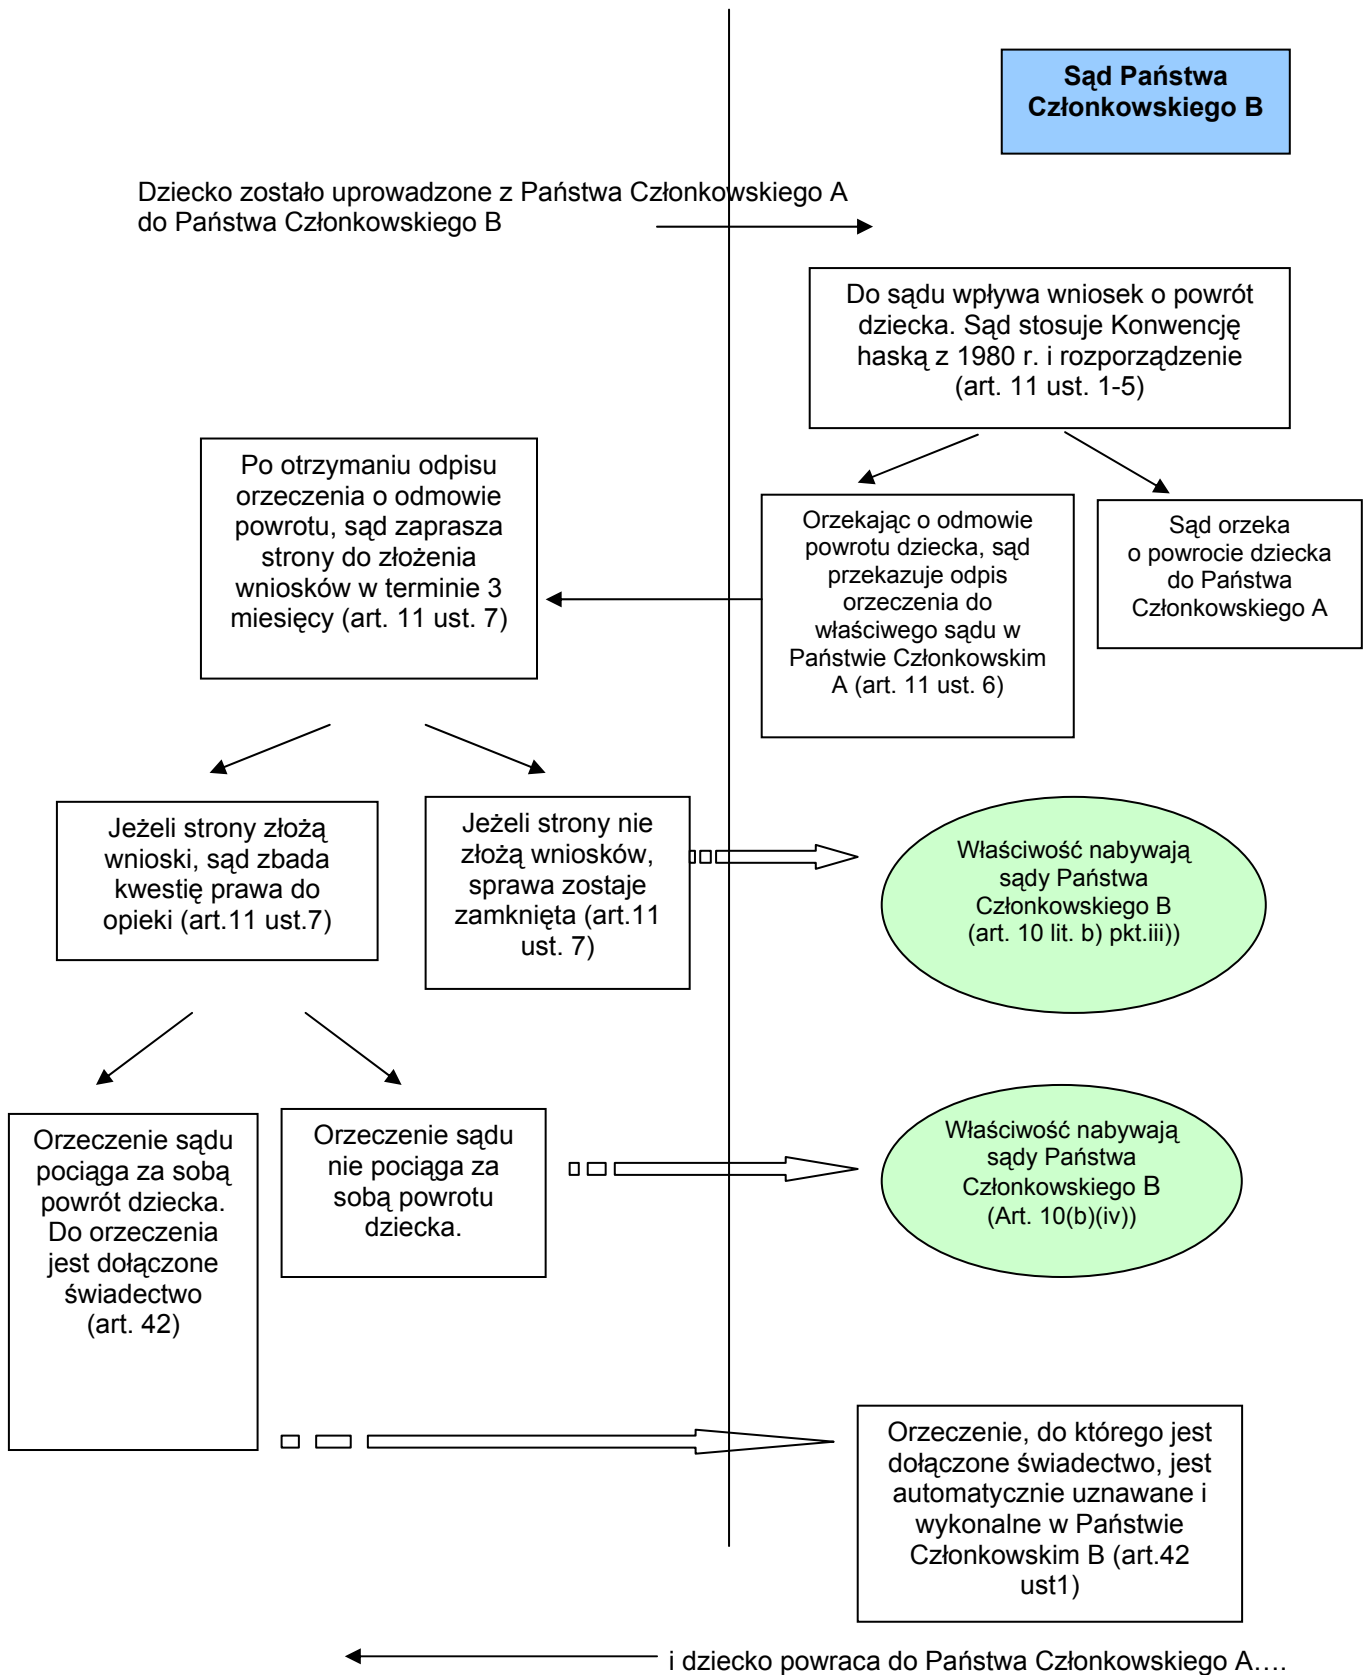 Sąd Państwa
Członkowskiego B
Dziecko zostało uprowadzone z Państwa Członkowskiego A
do Państwa Członkowskiego B
Do sądu wpływa wniosek o powrót
dziecka. Sąd stosuje Konwencję
haską z 1980 r. i rozporządzenie
(art. 11 ust. 1-5)
Po otrzymaniu odpisu
orzeczenia o odmowie
powrotu, sąd zaprasza
strony do złożenia
wniosków w terminie 3
miesięcy (art. 11 ust. 7)
Orzekając o odmowie
powrotu dziecka, sąd
przekazuje odpis
orzeczenia do
właściwego sądu w
Państwie Członkowskim
A (art. 11 ust. 6)
Sąd orzeka
o powrocie dziecka
do Państwa
Członkowskiego A
Jeżeli strony złożą
wnioski, sąd zbada
kwestię prawa do
opieki (art.11 ust.7)
Jeżeli strony nie
złożą wniosków,
sprawa zostaje
zamknięta (art.11
ust. 7)
Właściwość nabywają
sądy Państwa
Członkowskiego B
(art. 10 lit. b) pkt.iii))
Orzeczenie sądu
pociąga za sobą
powrót dziecka.
Do orzeczenia
jest dołączone
świadectwo
(art. 42)
Orzeczenie sądu
nie pociąga za
sobą powrotu
dziecka.
Właściwość nabywają
sądy Państwa
Członkowskiego B
(Art. 10(b)(iv))
Orzeczenie, do którego jest
dołączone świadectwo, jest
automatycznie uznawane i
wykonalne w Państwie
Członkowskim B (art.42
ust1)
i dziecko powraca do Państwa Członkowskiego A….